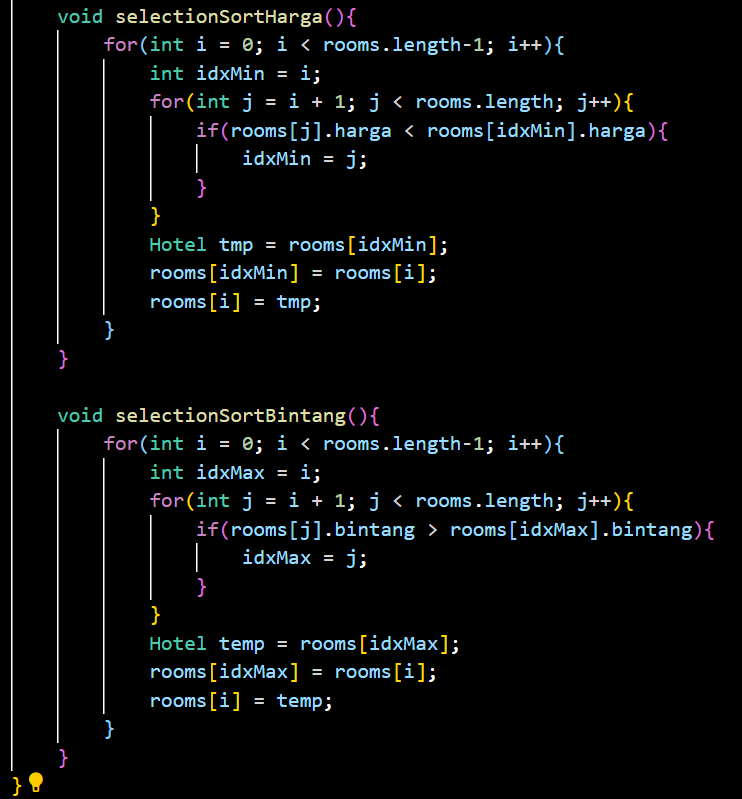 void selectionSortHarga(){
for(int i = 0; i < rooms.length-1; i++){
int idxMin = i;
for(int j = i + 1; j < rooms.length; j++){
if(rooms[j].harga < rooms[idxMin].harga){
idxMin = j;
}
}
Hotel tmp = rooms[idxMin];
rooms[idxMin] = rooms[i];
rooms[i] = tmp;
}
}
void selectionSortBintang(){
for(int i = 0; i < rooms.length-1; i++){
int idxMax = i;
for(int j = i + 1; j < rooms.length; j++){
if(rooms[j].bintang > rooms[idxMax].bintang){
idxMax = j;
}
}
Hotel temp = rooms[idxMax];
rooms[idxMax] = rooms[i];
rooms[i] = temp;
}
}
}